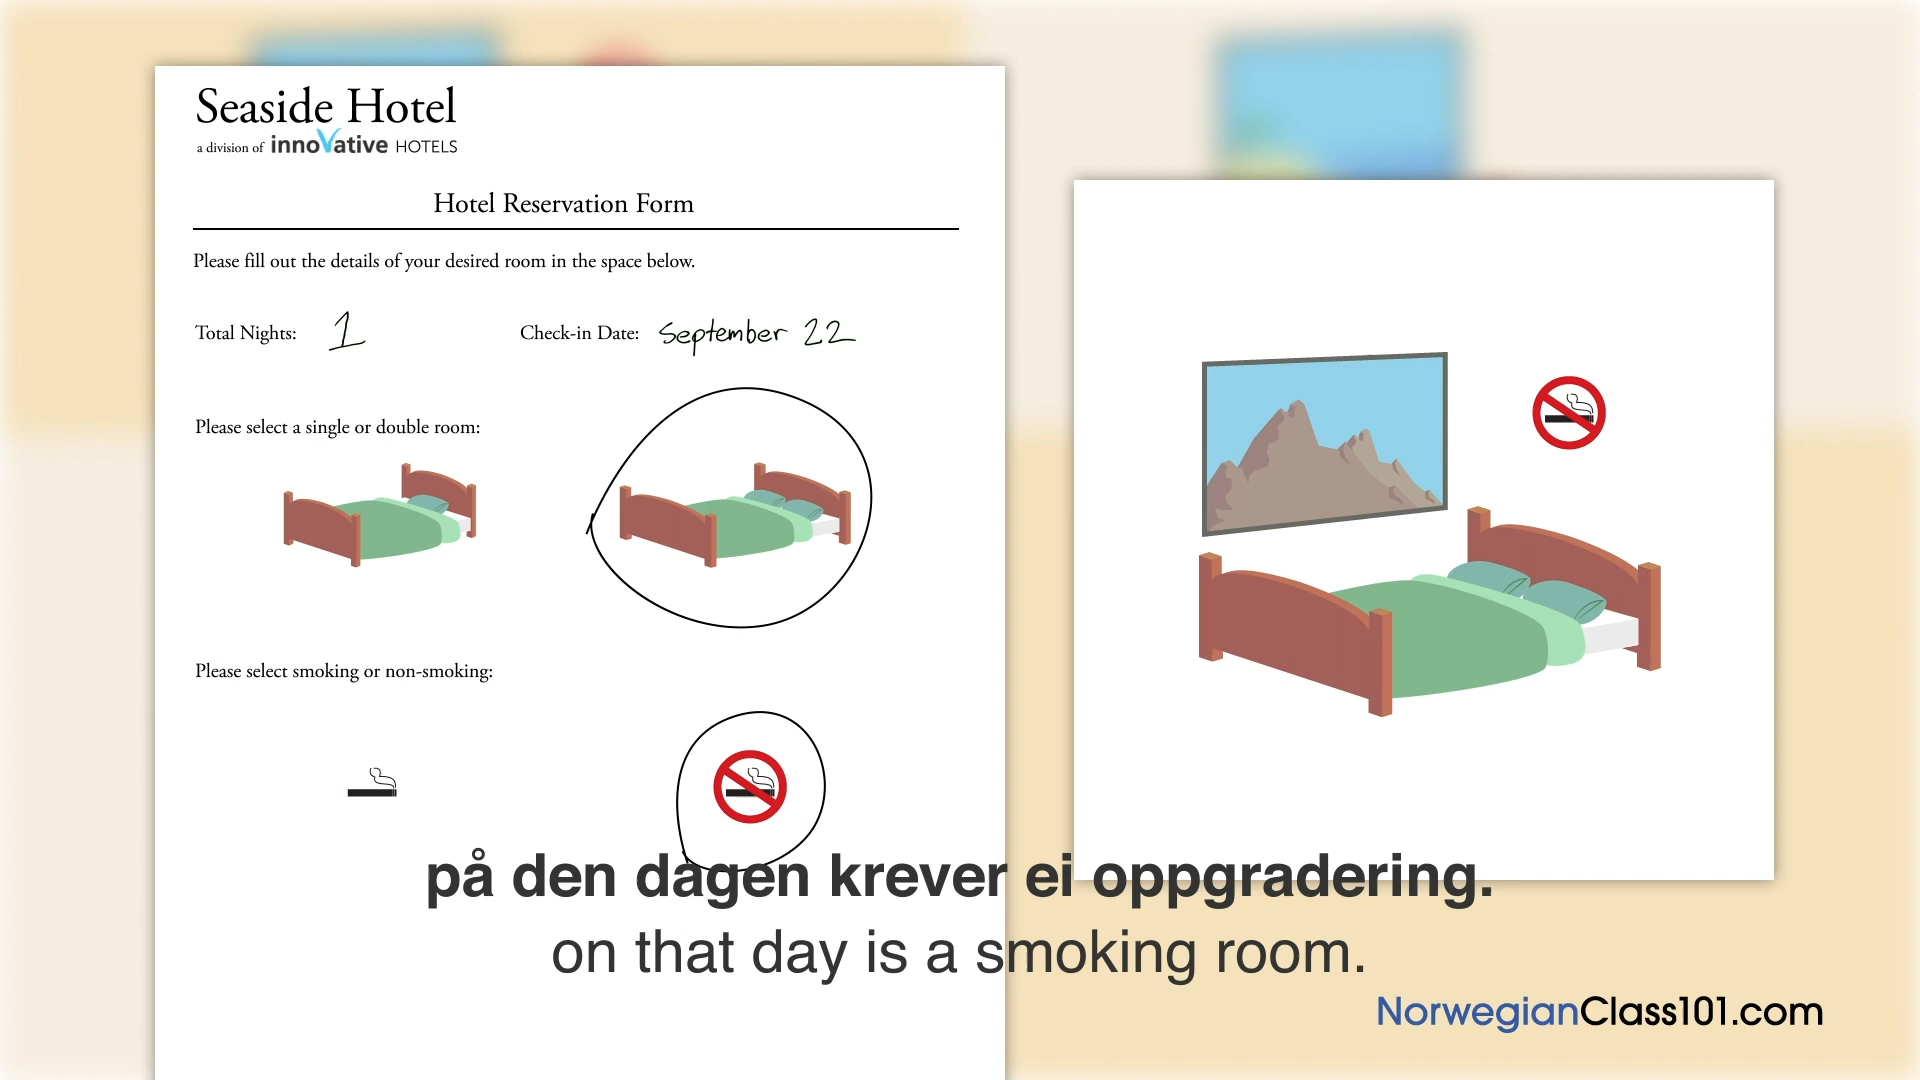 Seaside Hotel
a division of innovative HOTELS
Hotel Reservation Form
Please fill out the details of your desired room in the space below.
Total Nights: 1 Check-in Date: September 22
Please select a single or double room:
Please select smoking or non-smoking:
på den dagen krever ei oppgradering.
on that day is a smoking room.
NorwegianClass101.com